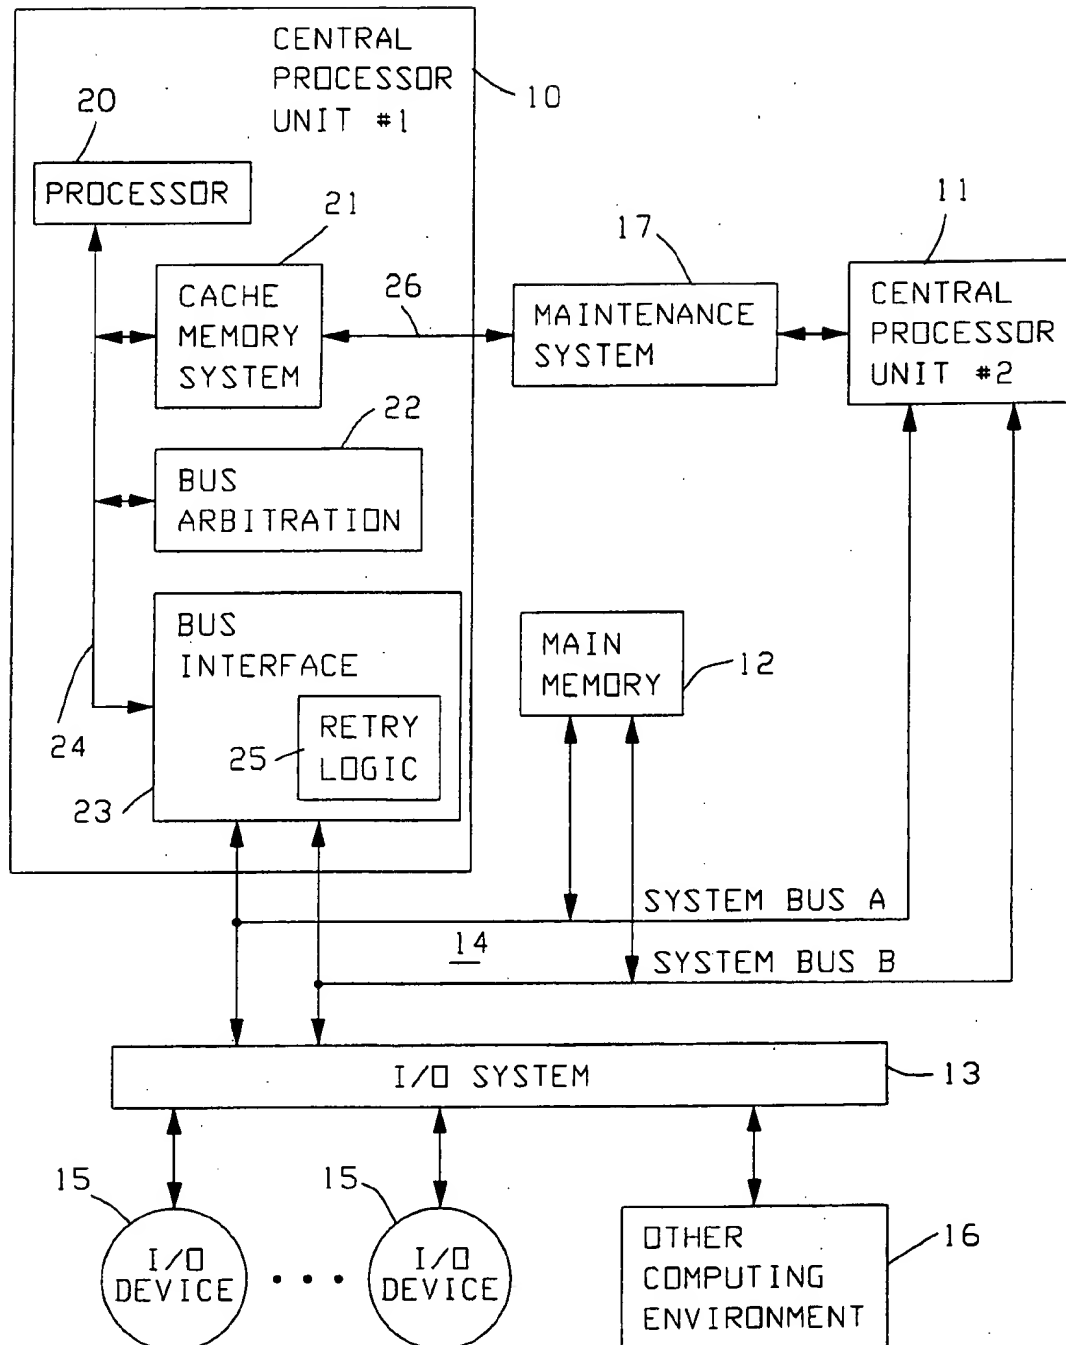 CENTRAL
PROCESSOR
UNIT #1
10
20
PROCESSOR
21
CACHE
MEMORY
SYSTEM
26
17
MAINTENANCE
SYSTEM
11
CENTRAL
PROCESSOR
UNIT #2
22
BUS
ARBITRATION
BUS
INTERFACE
RETRY
LOGIC
25
24
23
MAIN
MEMORY
12
SYSTEM BUS A
14
SYSTEM BUS B
I/O SYSTEM
13
15
I/O
DEVICE
15
I/O
DEVICE
OTHER
COMPUTING
ENVIRONMENT
16